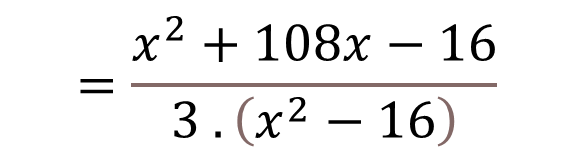 = x² + 108x − 16
3 . (x² − 16)